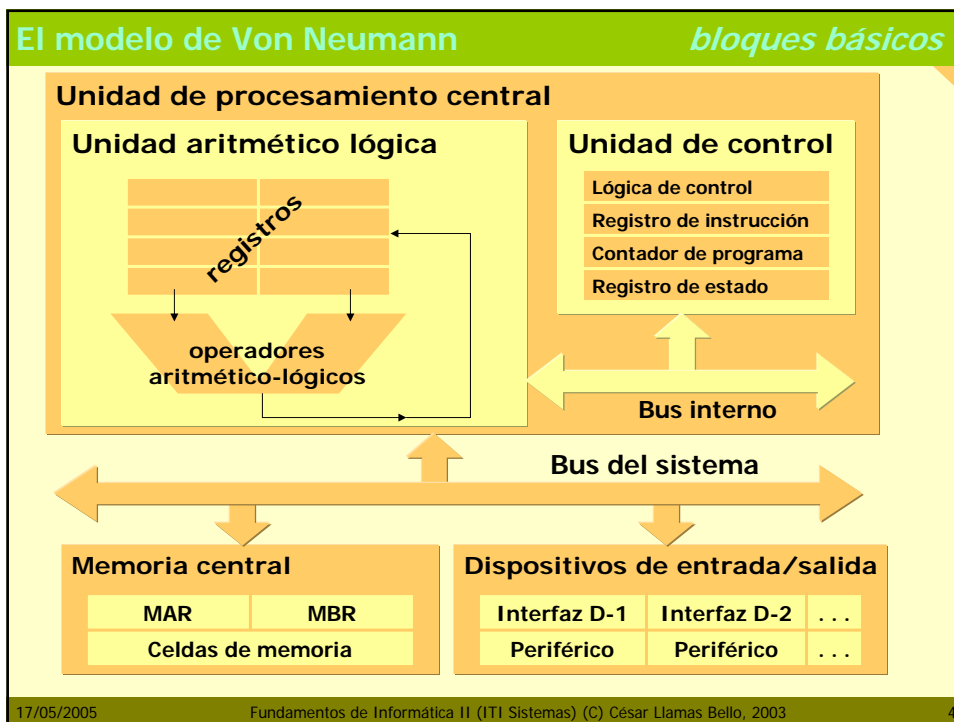 El modelo de Von Neumann
bloques básicos
Unidad de procesamiento central
Unidad aritmético lógica
registros
operadores
aritmético-lógicos
Unidad de control
Lógica de control
Registro de instrucción
Contador de programa
Registro de estado
Bus interno
Bus del sistema
Memoria central
MAR
MBR
Celdas de memoria
Dispositivos de entrada/salida
Interfaz D-1
Interfaz D-2
. . .
Periférico
Periférico
. . .
17/05/2005
Fundamentos de Informática II (ITI Sistemas) (C) César Llamas Bello, 2003
4